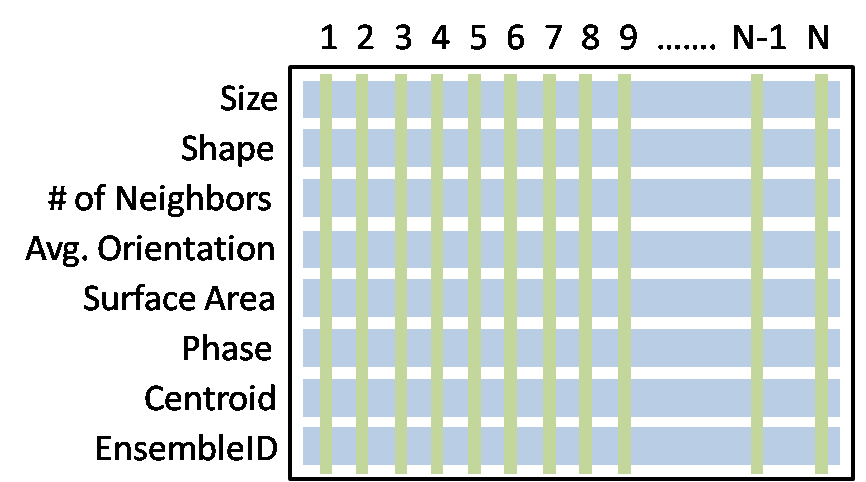 1 2 3 4 5 6 7 8 9 ....... N-1 N
Size
Shape
# of Neighbors
Avg. Orientation
Surface Area
Phase
Centroid
EnsembleID